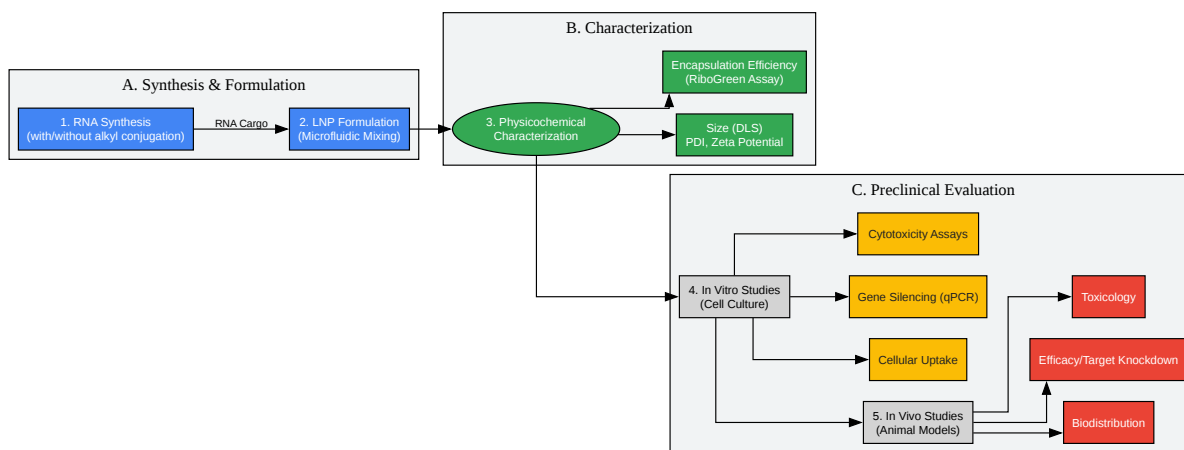 A. Synthesis & Formulation
1. RNA Synthesis
(with/without alkyl conjugation)
RNA Cargo
2. LNP Formulation
(Microfluidic Mixing)
B. Characterization
3. Physicochemical
Characterization
Encapsulation Efficiency
(RiboGreen Assay)
Size (DLS)
PDI, Zeta Potential
C. Preclinical Evaluation
4. In Vitro Studies
(Cell Culture)
Cytotoxicity Assays
Gene Silencing (qPCR)
Cellular Uptake
5. In Vivo Studies
(Animal Models)
Toxicology
Efficacy/Target Knockdown
Biodistribution